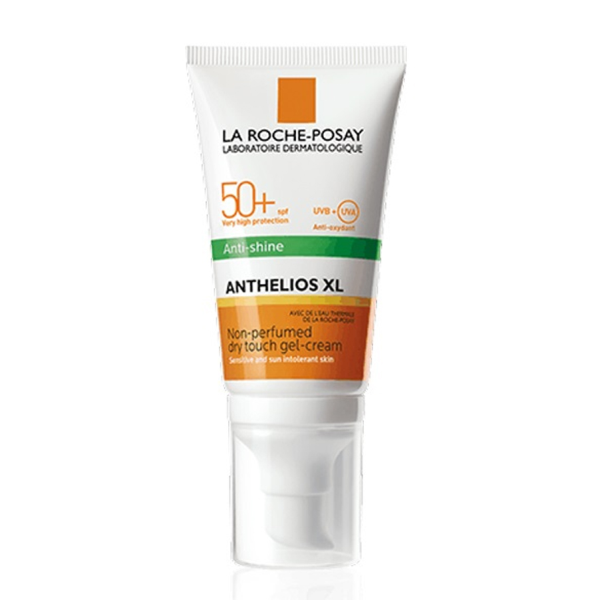 LA ROCHE-POSAY
LABORATOIRE DERMATOLOGIQUE
50+ spf UVB + UVA
Very high protection Anti-oxydant
Anti-shine
ANTHELIOS XL
AVEC DE L'EAU THERMALE
DE LA ROCHE-POSAY
Non-perfumed
dry touch gel-cream
Sensitive and sun intolerant skin